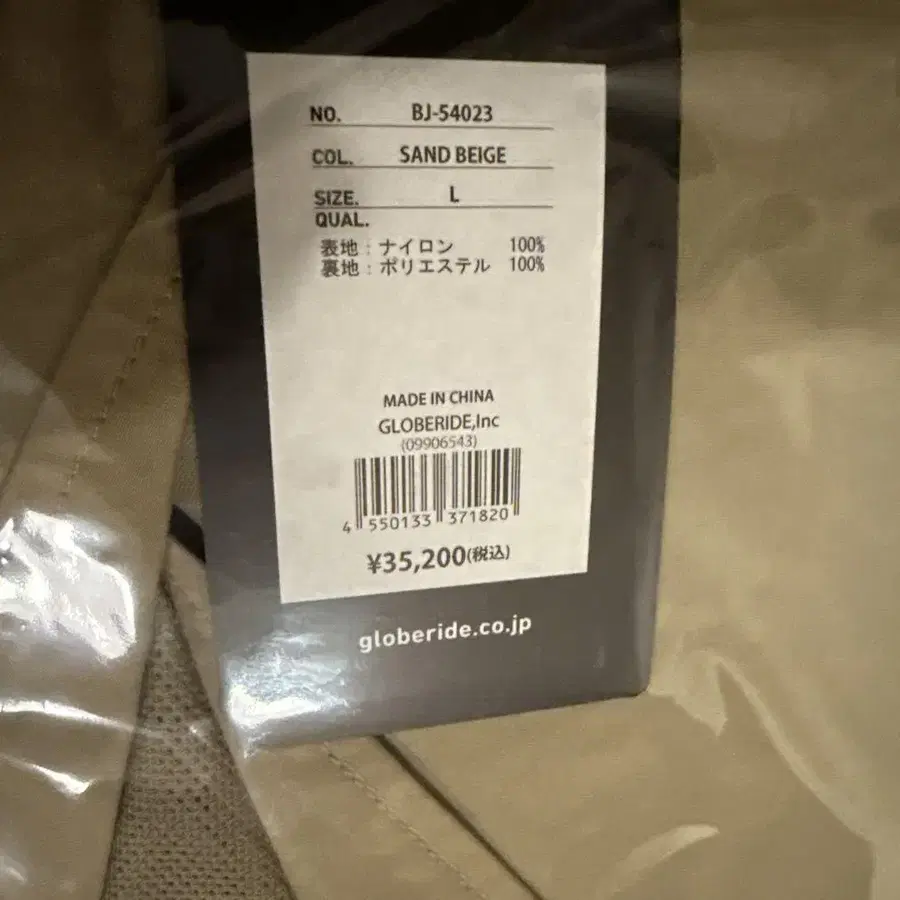 NO. BJ-54023
COL. SAND BEIGE
SIZE. L
QUAL.
表地：ナイロン 100%
裏地：ポリエステル 100%
MADE IN CHINA
GLOBERIDE,Inc
(09906543)
4 550133 371820
¥35,200(税込)
globeride.co.jp